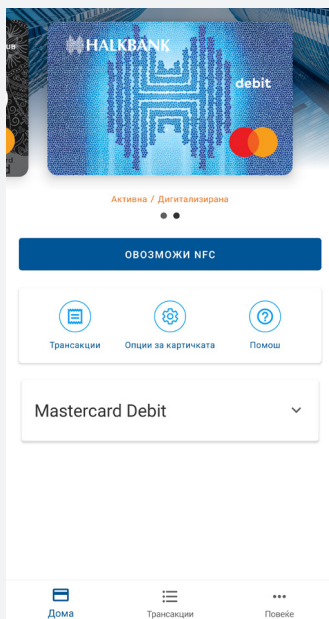 HALKBANK
debit
Активна / Дигитализирана
ОВОЗМОЖИ NFC
Трансакции
Опции за картичката
Помош
Mastercard Debit
Дома
Трансакции
Повеќе